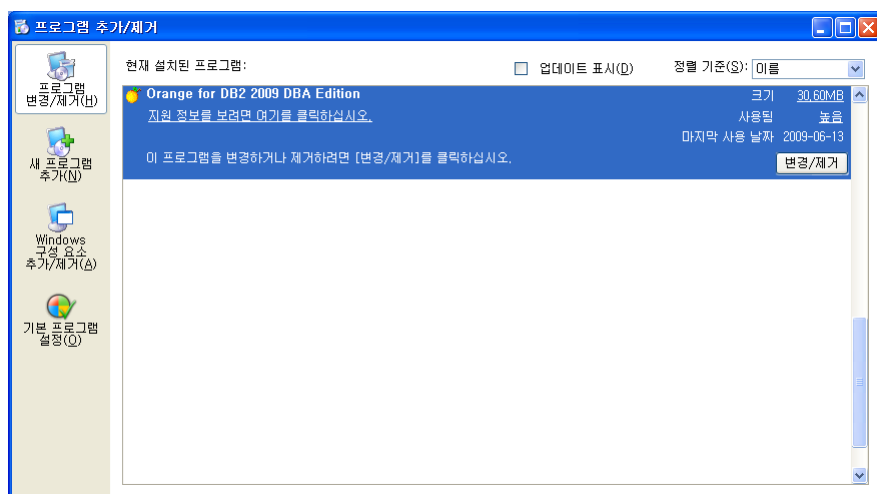 프로그램 추가/제거
프로그램
변경/제거(H)
새 프로그램
추가(N)
Windows
구성 요소
추가/제거(A)
기본 프로그램
설정(O)
현재 설치된 프로그램:
업데이트 표시(D)
정렬 기준(S):
이름
Orange for DB2 2009 DBA Edition
크기 30,60MB
지원 정보를 보려면 여기를 클릭하십시오.
사용됨 높음
마지막 사용 날짜 2009-06-13
이 프로그램을 변경하거나 제거하려면 [변경/제거]를 클릭하십시오.
변경/제거